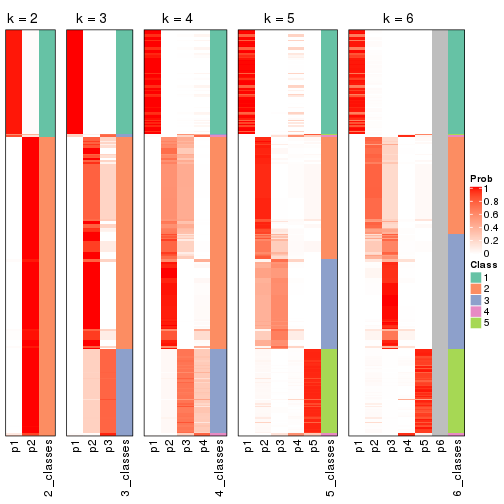 k = 2 k = 3 k = 4 k = 5 k = 6
Prob
1
0.8
0.6
0.4
0.2
0
Class
1
2
3
4
5
p1 p2 2_classes p1 p2 p3 3_classes p1 p2 p3 p4 4_classes p1 p2 p3 p4 p5 5_classes p1 p2 p3 p4 p5 p6 6_classes